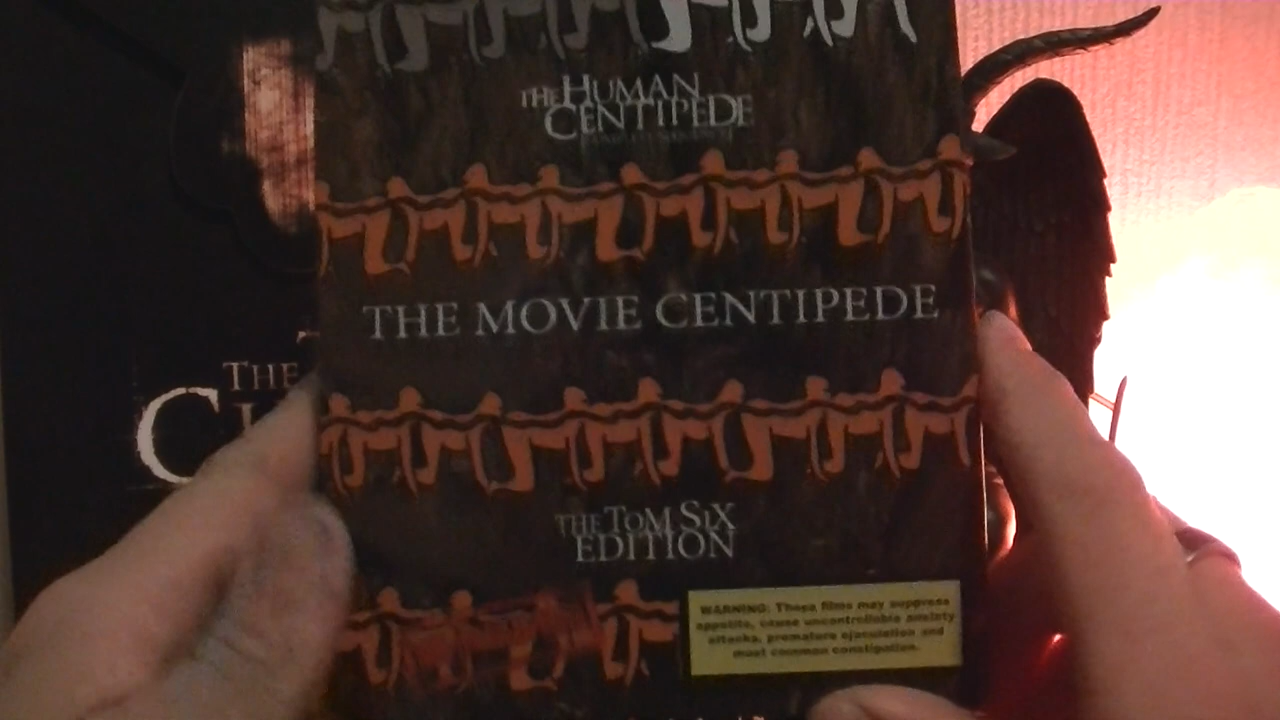 THE HUMAN
CENTIPEDE
THE MOVIE CENTIPEDE
THE
THE TOM SIX
EDITION
WARNING: These films may suppress
appetite, cause uncontrollable anxiety
attacks, premature ejaculation and
most common constipation.